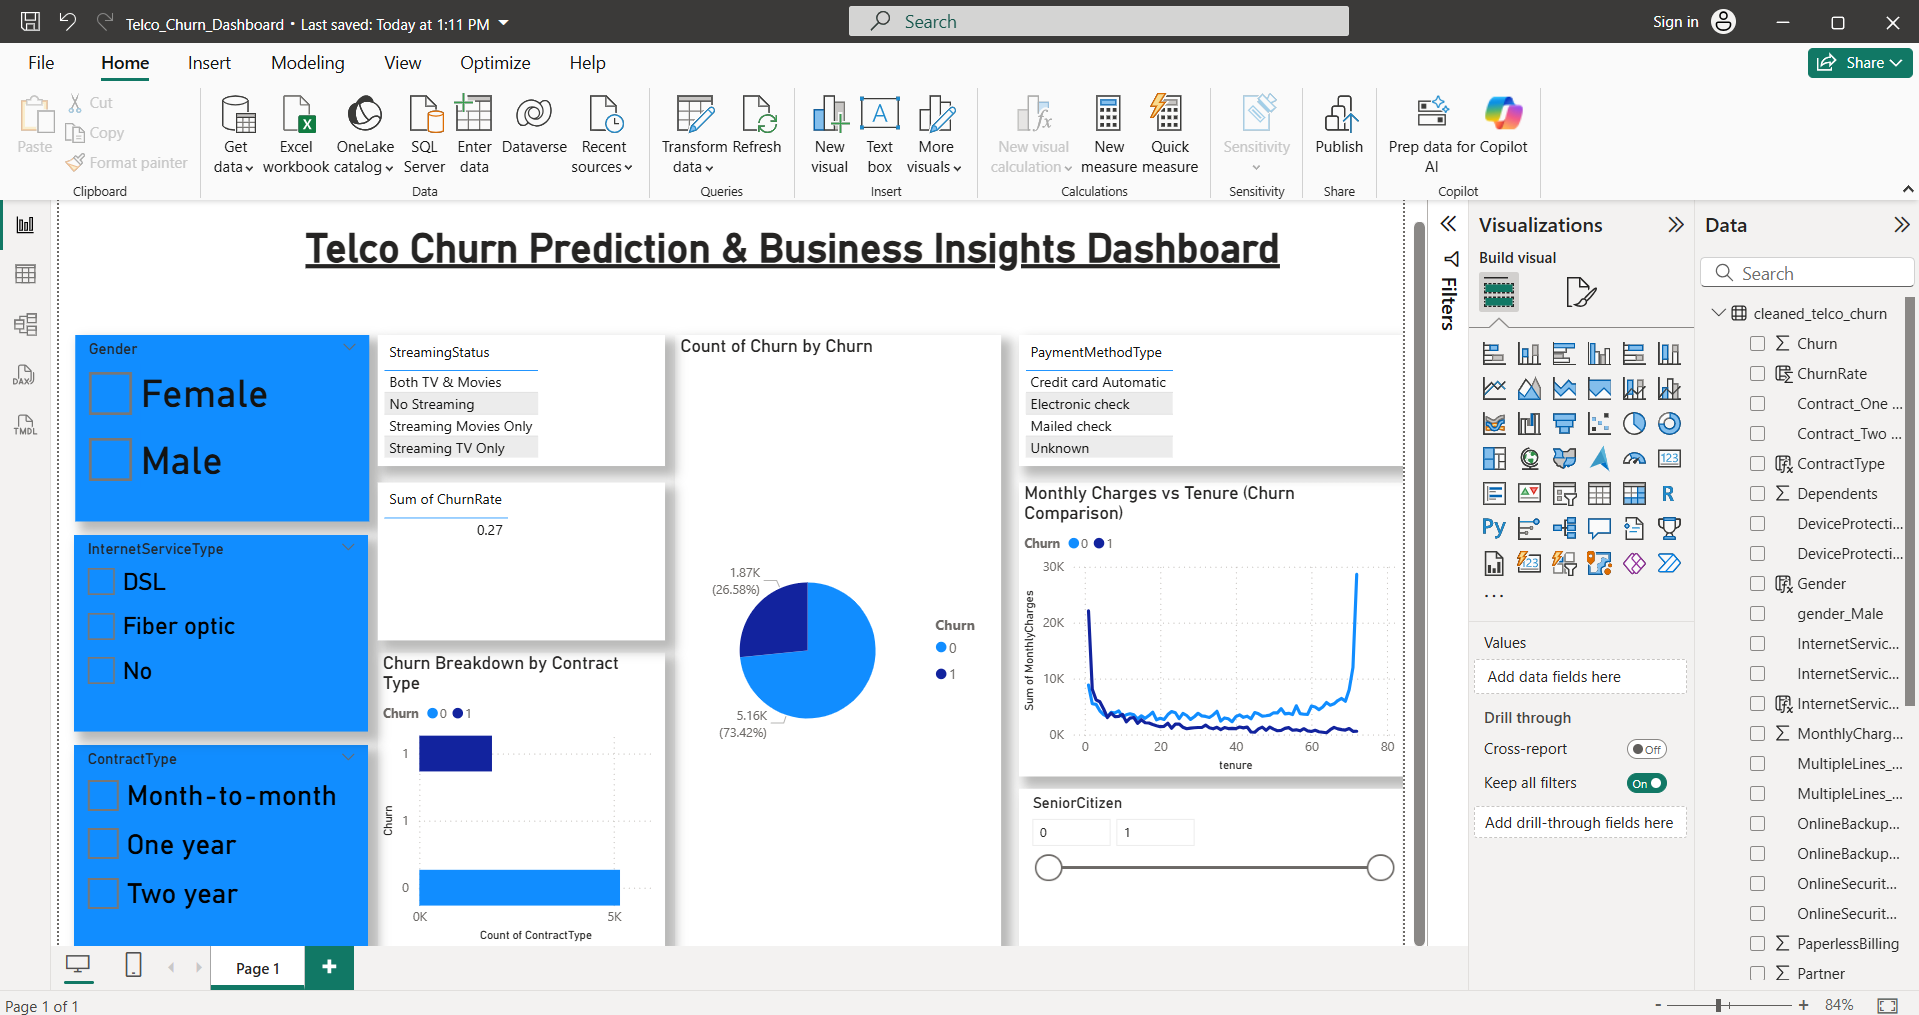 Telco_Churn_Dashboard • Last saved: Today at 1:11 PM
Search
Sign in
File
Home
Insert
Modeling
View
Optimize
Help
Share
Paste
Cut
Copy
Format painter
Clipboard
Get data
Excel workbook
OneLake catalog
SQL Server
Enter data
Dataverse
Recent sources
Data
Transform data
Refresh
Queries
New visual
Text box
More visuals
Insert
New visual calculation
New measure
Quick measure
Calculations
Sensitivity
Sensitivity
Publish
Share
Prep data for AI
Copilot
Copilot
Telco Churn Prediction & Business Insights Dashboard
Gender
Female
Male
InternetServiceType
DSL
Fiber optic
No
ContractType
Month-to-month
One year
Two year
StreamingStatus
Both TV & Movies
No Streaming
Streaming Movies Only
Streaming TV Only
Sum of ChurnRate
0.27
Churn Breakdown by Contract
Type
Churn 0 1
1
1
0
Churn
0K 5K
Count of ContractType
Count of Churn by Churn
1.87K
(26.58%)
5.16K
(73.42%)
Churn
0
1
PaymentMethodType
Credit card Automatic
Electronic check
Mailed check
Unknown
Monthly Charges vs Tenure (Churn
Comparison)
Churn 0 1
30K
20K
10K
0K
Sum of MonthlyCharges
0 20 40 60 80
tenure
SeniorCitizen
0 1
Filters
Visualizations
Build visual
123
R
Py
123
...
Values
Add data fields here
Drill through
Cross-report
Off
Keep all filters
On
Add drill-through fields here
Data
Search
cleaned_telco_churn
Churn
ChurnRate
Contract_One ...
Contract_Two ...
ContractType
Dependents
DeviceProtecti...
DeviceProtecti...
Gender
gender_Male
InternetServic...
InternetServic...
InternetServic...
MonthlyCharg...
MultipleLines_...
MultipleLines_...
OnlineBackup...
OnlineBackup...
OnlineSecurit...
OnlineSecurit...
PaperlessBilling
Partner
DAX
TMDL
Page 1
Page 1 of 1
- + 84%